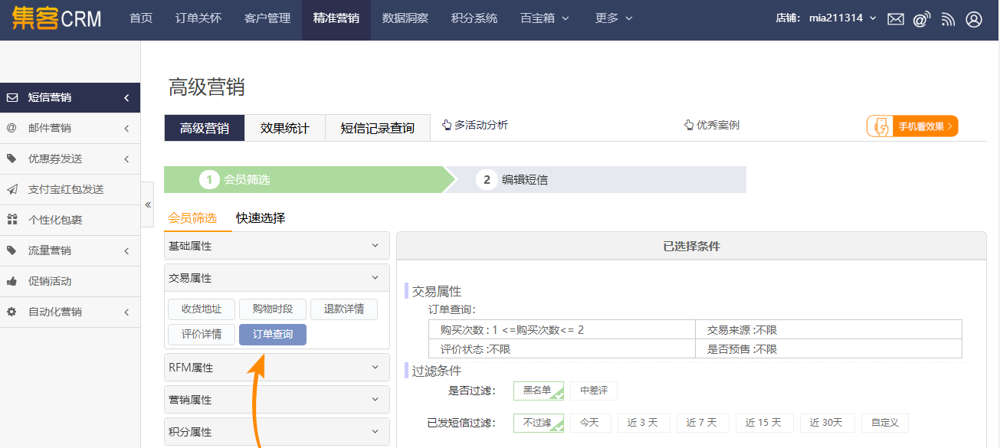 集客CRM 首页 订单关怀 客户管理 精准营销 数据洞察 积分系统 百宝箱 更多 店铺： mia211314
短信营销
@ 邮件营销
优惠券发送
支付宝红包发送
个性化包裹
流量营销
促销活动
自动化营销
«
高级营销
高级营销 效果统计 短信记录查询 多活动分析 优秀案例 手机看效果
1 会员筛选 2 编辑短信
会员筛选 快速选择
基础属性
交易属性
收货地址 购物时段 退款详情
评价详情 订单查询
RFM属性
营销属性
积分属性
已选择条件
交易属性
订单查询：
购买次数 : 1 <=购买次数<= 2 交易来源 :不限
评价状态 :不限 是否预售 :不限
过滤条件
是否过滤： 黑名单 中差评
已发短信过滤： 不过滤 今天 近 3 天 近 7 天 近 15 天 近 30天 自定义